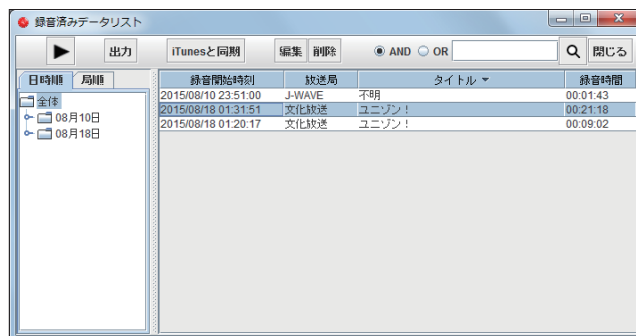 録音済みデータリスト
▶ 出力 iTunesと同期 編集 削除 AND OR 閉じる
日時順 局順
録音開始時刻 放送局 タイトル 録音時間
全体
08月10日
08月18日
2015/08/10 23:51:00 J-WAVE 不明 00:01:43
2015/08/18 01:31:51 文化放送 ユニゾン！ 00:21:18
2015/08/18 01:20:17 文化放送 ユニゾン！ 00:09:02